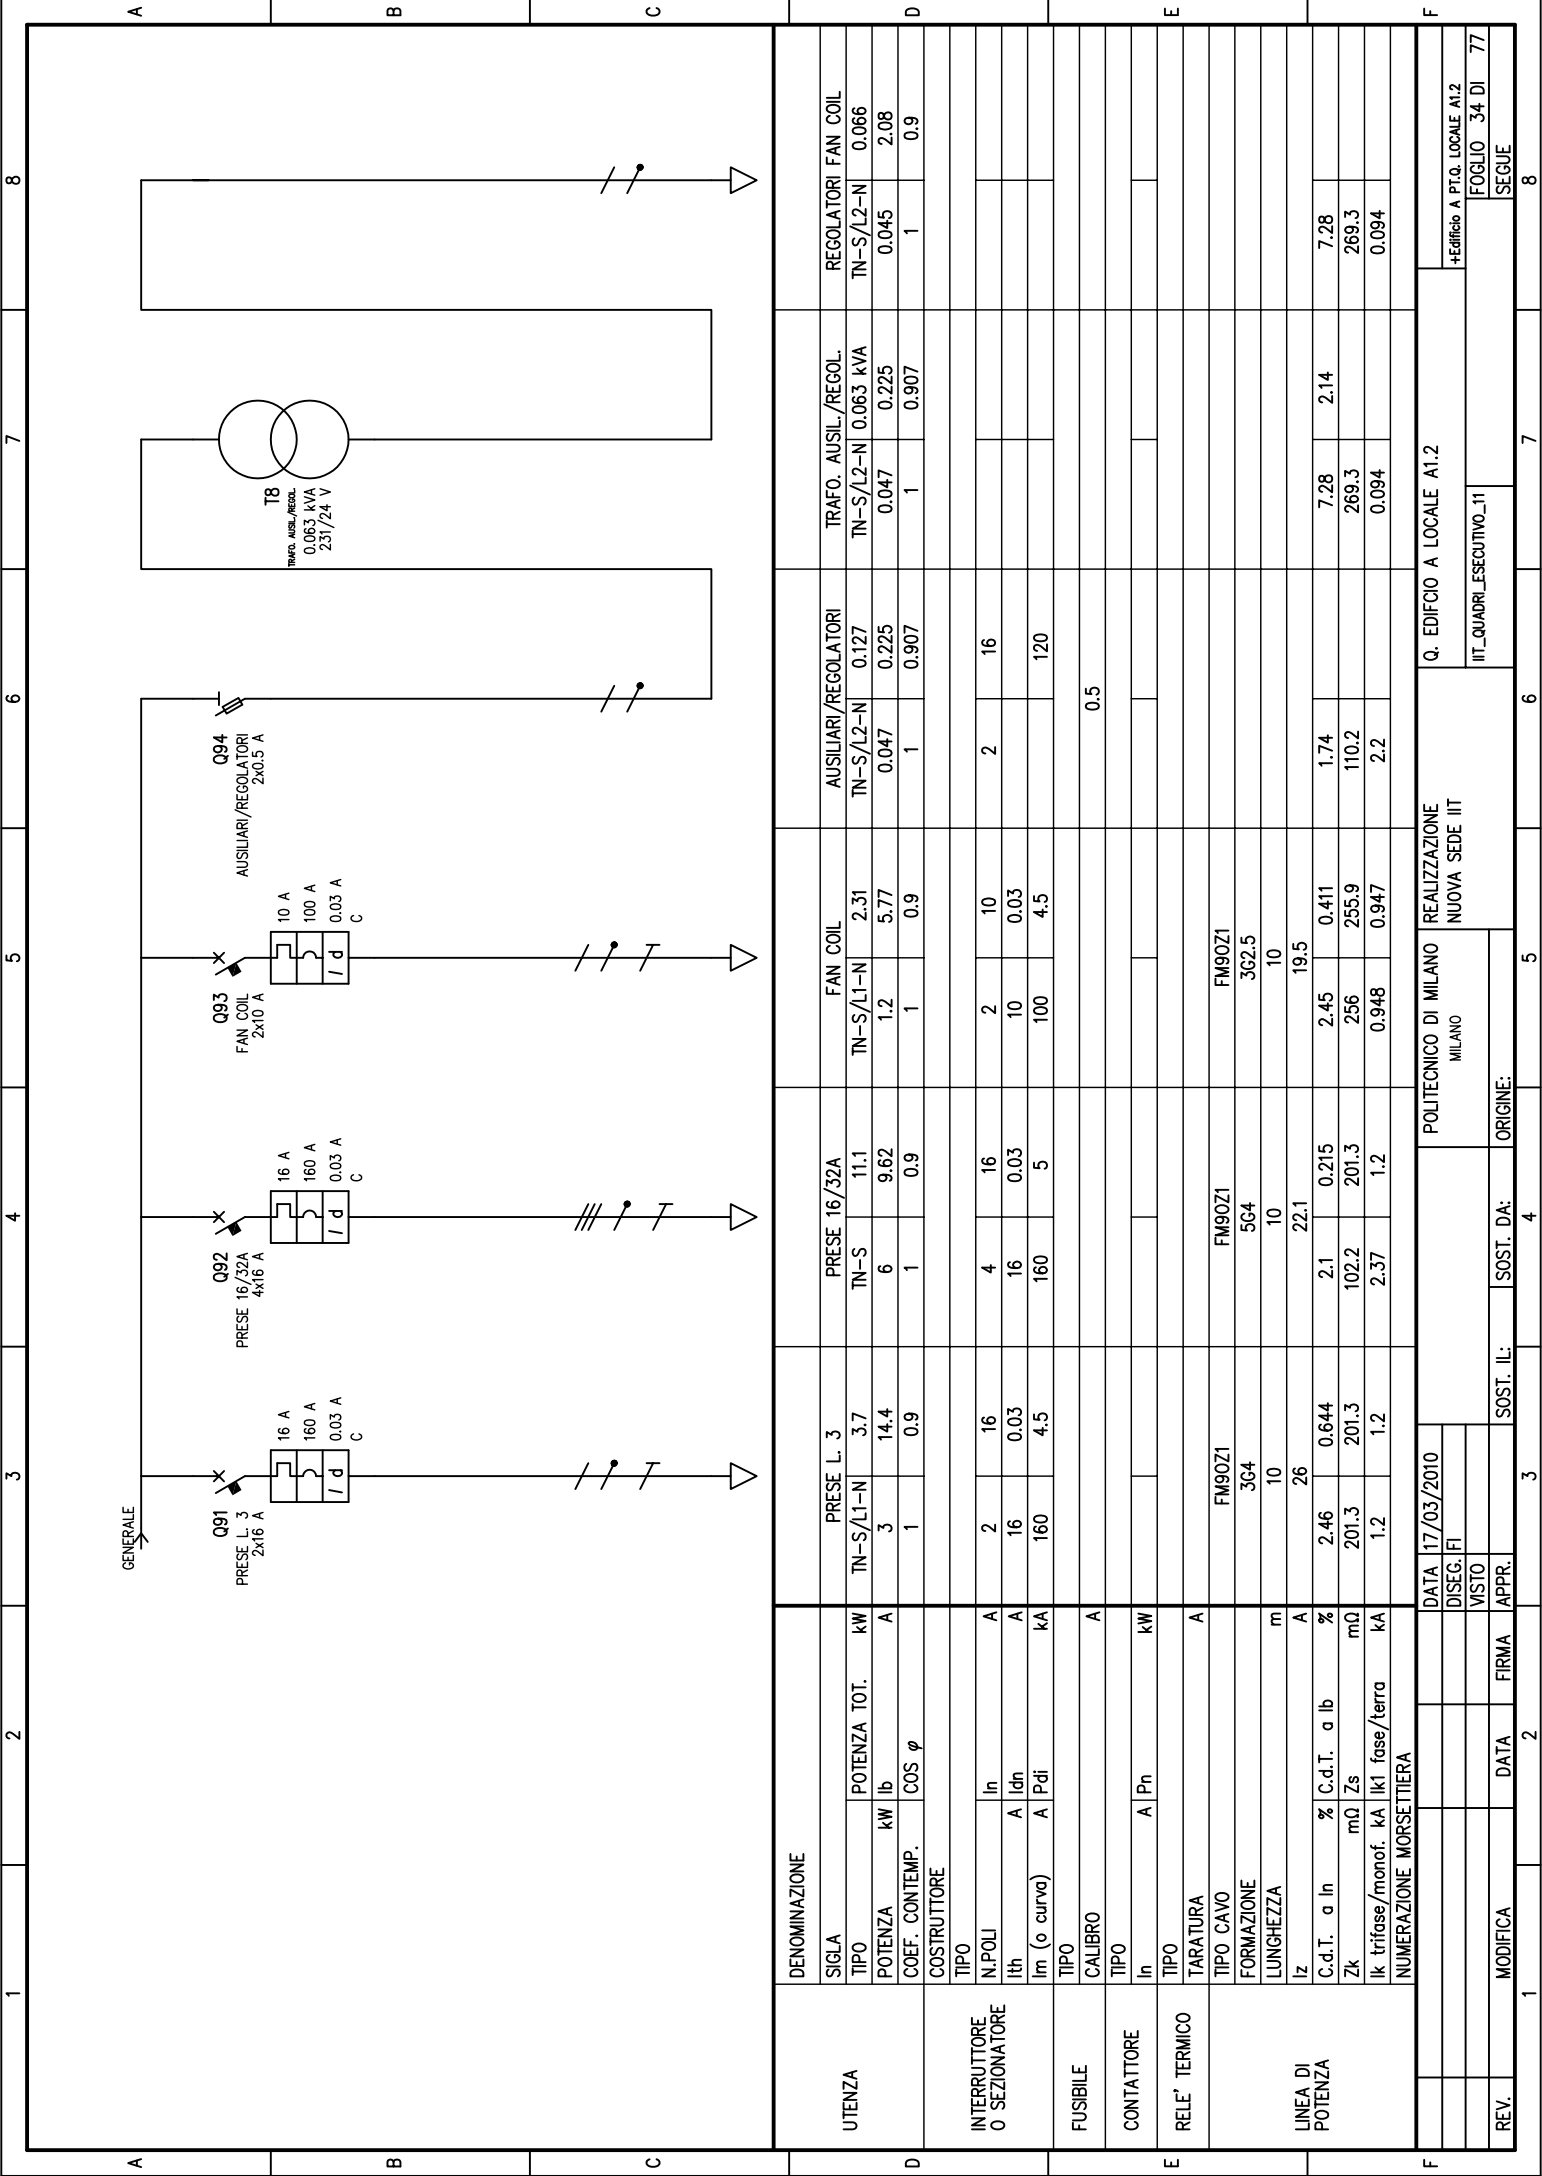 1 2 3 4 5 6 7 8
A
A
B
B
C
C
D
D
E
E
F
F
GENERALE
Q91
PRESE L. 3
2x16 A
16 A
160 A
0.03 A
C
I d
Q92
PRESE 16/32A
4x16 A
16 A
160 A
0.03 A
C
I d
Q93
FAN COIL
2x10 A
10 A
100 A
0.03 A
C
I d
Q94
AUSILIARI/REGOLATORI
2x0.5 A
T8
TRAFO. AUSIL./REGOL.
0.063 kVA
231/24 V
UTENZA
DENOMINAZIONE
SIGLA PRESE L. 3 PRESE 16/32A FAN COIL AUSILIARI/REGOLATORI TRAFO. AUSIL./REGOL. REGOLATORI FAN COIL
TIPO POTENZA TOT. kW TN-S/L1-N 3.7 TN-S 11.1 TN-S/L1-N 2.31 TN-S/L2-N 0.127 TN-S/L2-N 0.063 kVA TN-S/L2-N 0.066
POTENZA kW Ib A 3 14.4 6 9.62 1.2 5.77 0.047 0.225 0.047 0.225 0.045 2.08
COEF. CONTEMP. COS φ 1 0.9 1 0.9 1 0.9 1 0.907 1 0.907 1 0.9
INTERRUTTORE
O SEZIONATORE
COSTRUTTORE
TIPO
N.POLI In A 2 16 4 16 2 10 2 16
Ith A Idn A 16 0.03 16 0.03 10 0.03
Im (o curva) A Pdi kA 160 4.5 160 5 100 4.5 120
FUSIBILE
TIPO
CALIBRO A 0.5
CONTATTORE
TIPO
In A Pn kW
RELE' TERMICO
TIPO
TARATURA A
LINEA DI
POTENZA
TIPO CAVO FM9OZ1 FM9OZ1 FM9OZ1
FORMAZIONE 3G4 5G4 3G2.5
LUNGHEZZA m 10 10 10
Iz A 26 22.1 19.5
C.d.T. a In % C.d.T. a Ib % 2.46 0.644 2.1 0.215 2.45 0.411 1.74 7.28 2.14 7.28
Zk mΩ Zs mΩ 201.3 201.3 102.2 201.3 256 255.9 110.2 269.3 269.3
Ik trifase/monof. kA Ik1 fase/terra kA 1.2 1.2 2.37 1.2 0.948 0.947 2.2 0.094 0.094
NUMERAZIONE MORSETTIERA
REV. MODIFICA DATA FIRMA
DATA 17/03/2010
DISEG. FI
VISTO
APPR.
SOST. IL: SOST. DA: ORIGINE:
POLITECNICO DI MILANO
MILANO
REALIZZAZIONE
NUOVA SEDE IIT
Q. EDIFCIO A LOCALE A1.2
IIT_QUADRI_ESECUTIVO_11
+Edificio A PT.Q. LOCALE A1.2
FOGLIO 34 DI 77
SEGUE
1 2 3 4 5 6 7 8